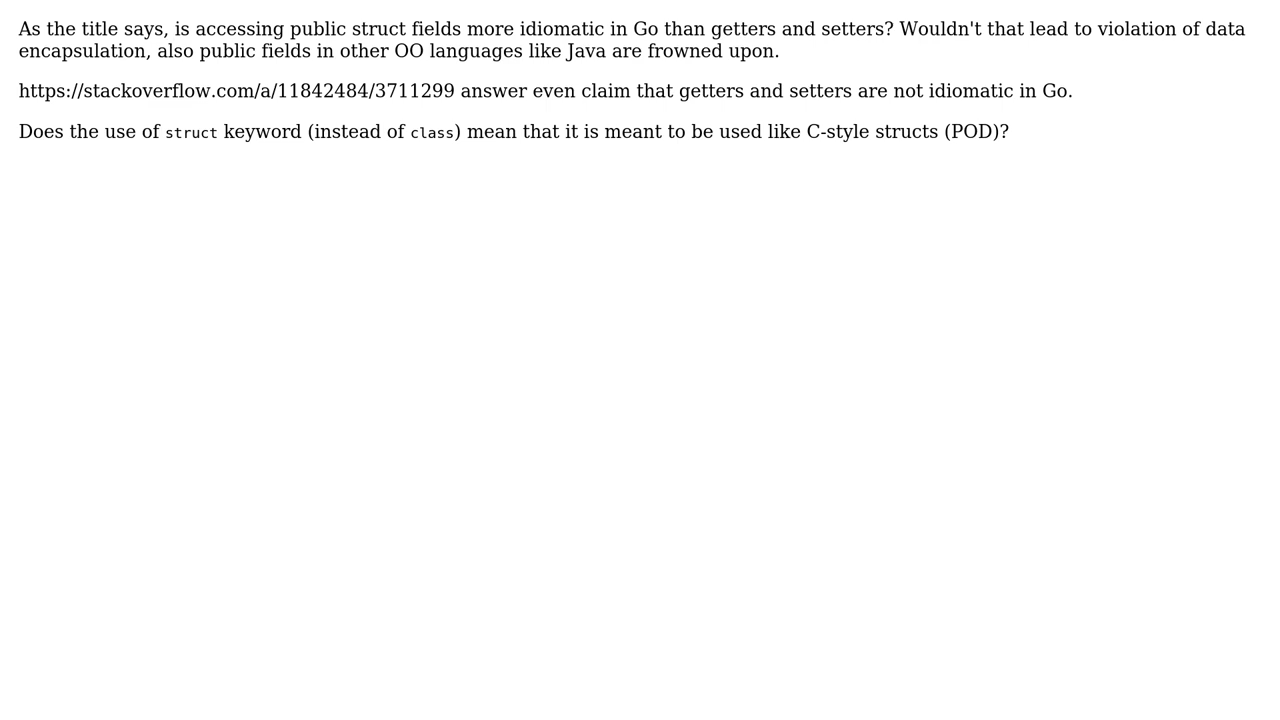 As the title says, is accessing public struct fields more idiomatic in Go than getters and setters? Wouldn't that lead to violation of data
encapsulation, also public fields in other OO languages like Java are frowned upon.
https://stackoverflow.com/a/11842484/3711299 answer even claim that getters and setters are not idiomatic in Go.
Does the use of struct keyword (instead of class) mean that it is meant to be used like C-style structs (POD)?